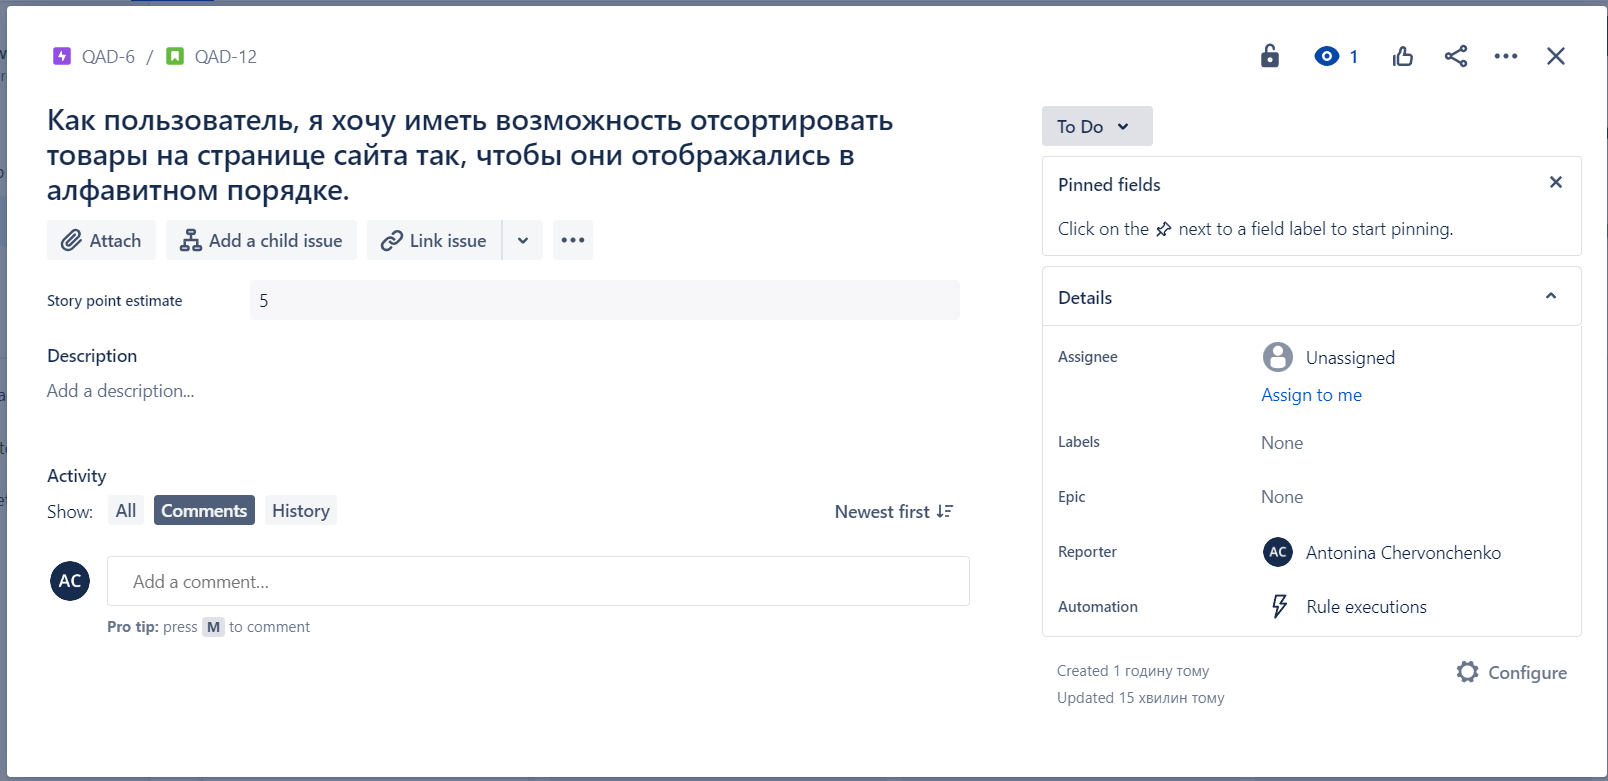 QAD-6 / QAD-12
1
Как пользователь, я хочу иметь возможность отсортировать
товары на странице сайта так, чтобы они отображались в
алфавитном порядке.
Attach
Add a child issue
Link issue
Story point estimate
5
Description
Add a description...
Activity
Show:
All
Comments
History
Newest first
AC
Add a comment...
Pro tip: press M to comment
To Do
Pinned fields
Click on the next to a field label to start pinning.
Details
Assignee
Unassigned
Assign to me
Labels
None
Epic
None
Reporter
AC
Antonina Chervonchenko
Automation
Rule executions
Created 1 годину тому
Updated 15 хвилин тому
Configure